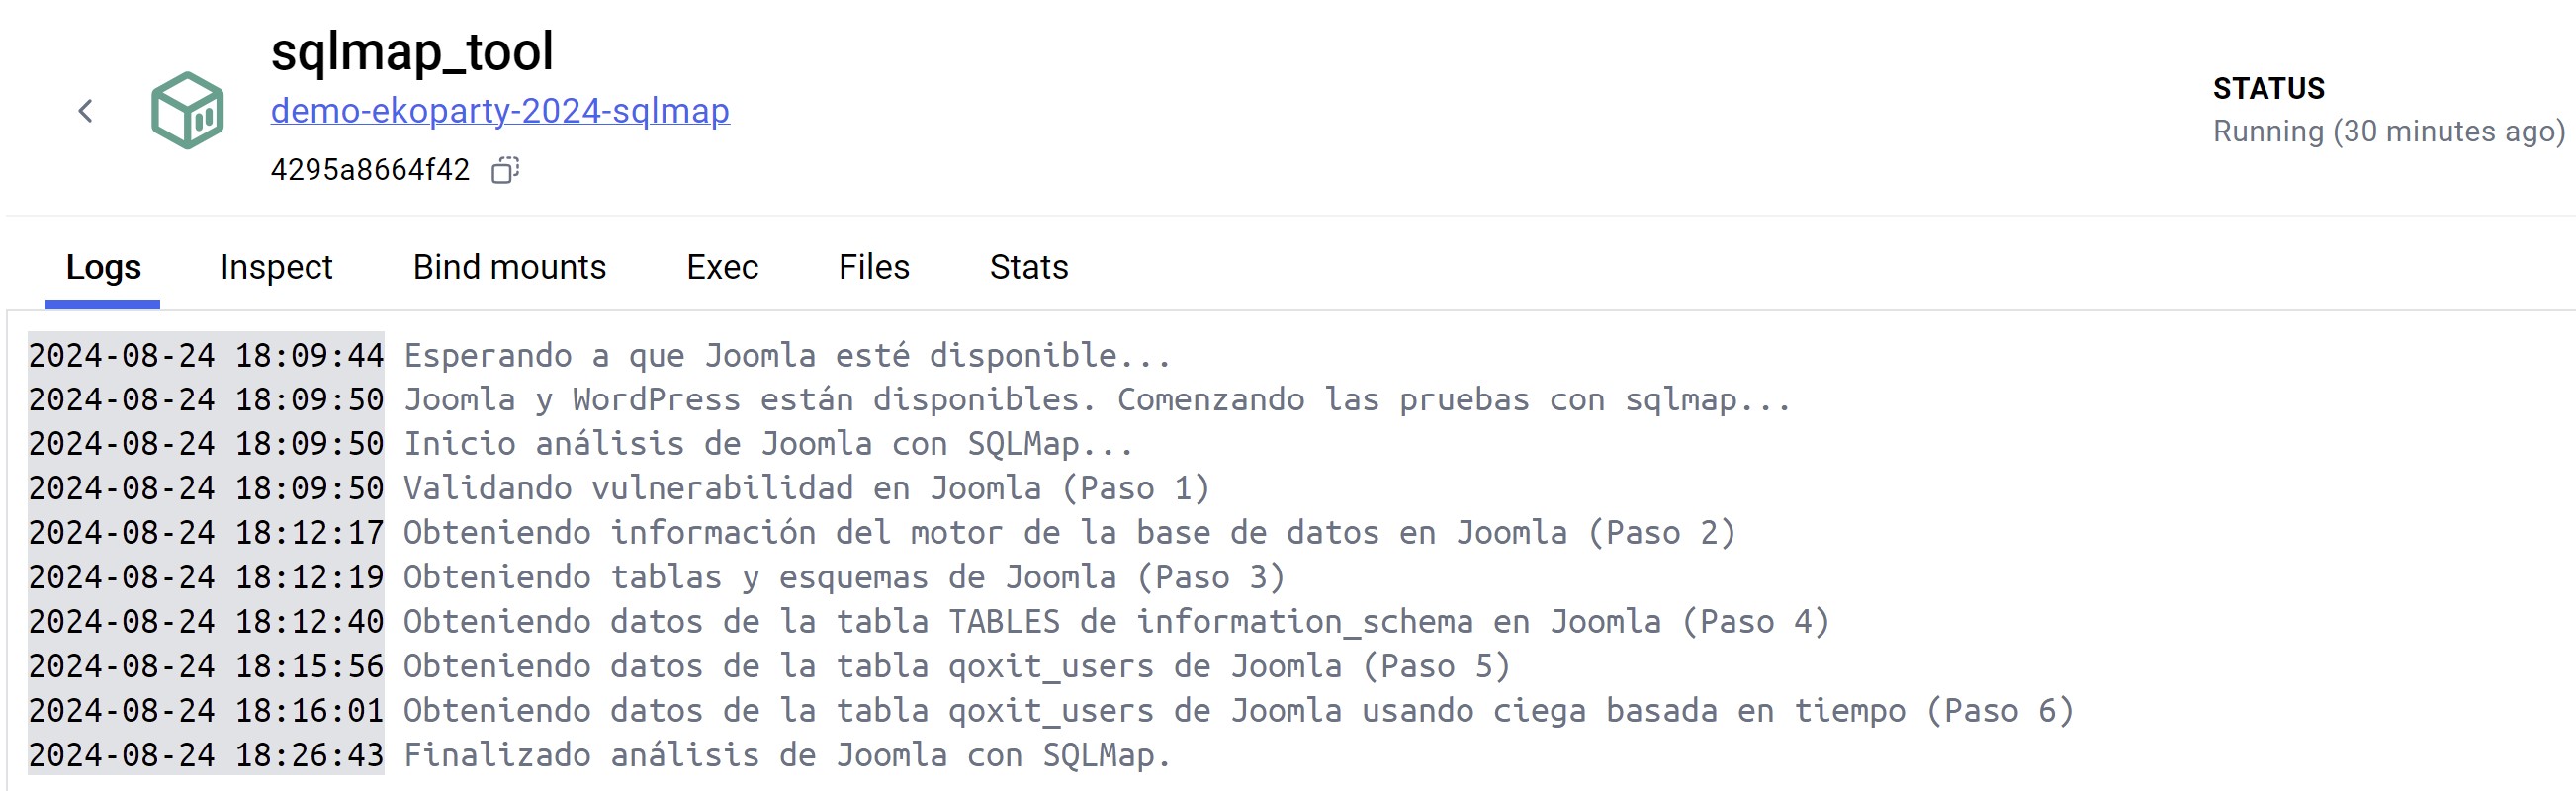 sqlmap_tool
demo-ekoparty-2024-sqlmap
4295a8664f42
STATUS
Running (30 minutes ago)
Logs Inspect Bind mounts Exec Files Stats
2024-08-24 18:09:44 Esperando a que Joomla esté disponible...
2024-08-24 18:09:50 Joomla y WordPress están disponibles. Comenzando las pruebas con sqlmap...
2024-08-24 18:09:50 Inicio análisis de Joomla con SQLMap...
2024-08-24 18:09:50 Validando vulnerabilidad en Joomla (Paso 1)
2024-08-24 18:12:17 Obteniendo información del motor de la base de datos en Joomla (Paso 2)
2024-08-24 18:12:19 Obteniendo tablas y esquemas de Joomla (Paso 3)
2024-08-24 18:12:40 Obteniendo datos de la tabla TABLES de information_schema en Joomla (Paso 4)
2024-08-24 18:15:56 Obteniendo datos de la tabla qoxit_users de Joomla (Paso 5)
2024-08-24 18:16:01 Obteniendo datos de la tabla qoxit_users de Joomla usando ciega basada en tiempo (Paso 6)
2024-08-24 18:26:43 Finalizado análisis de Joomla con SQLMap.